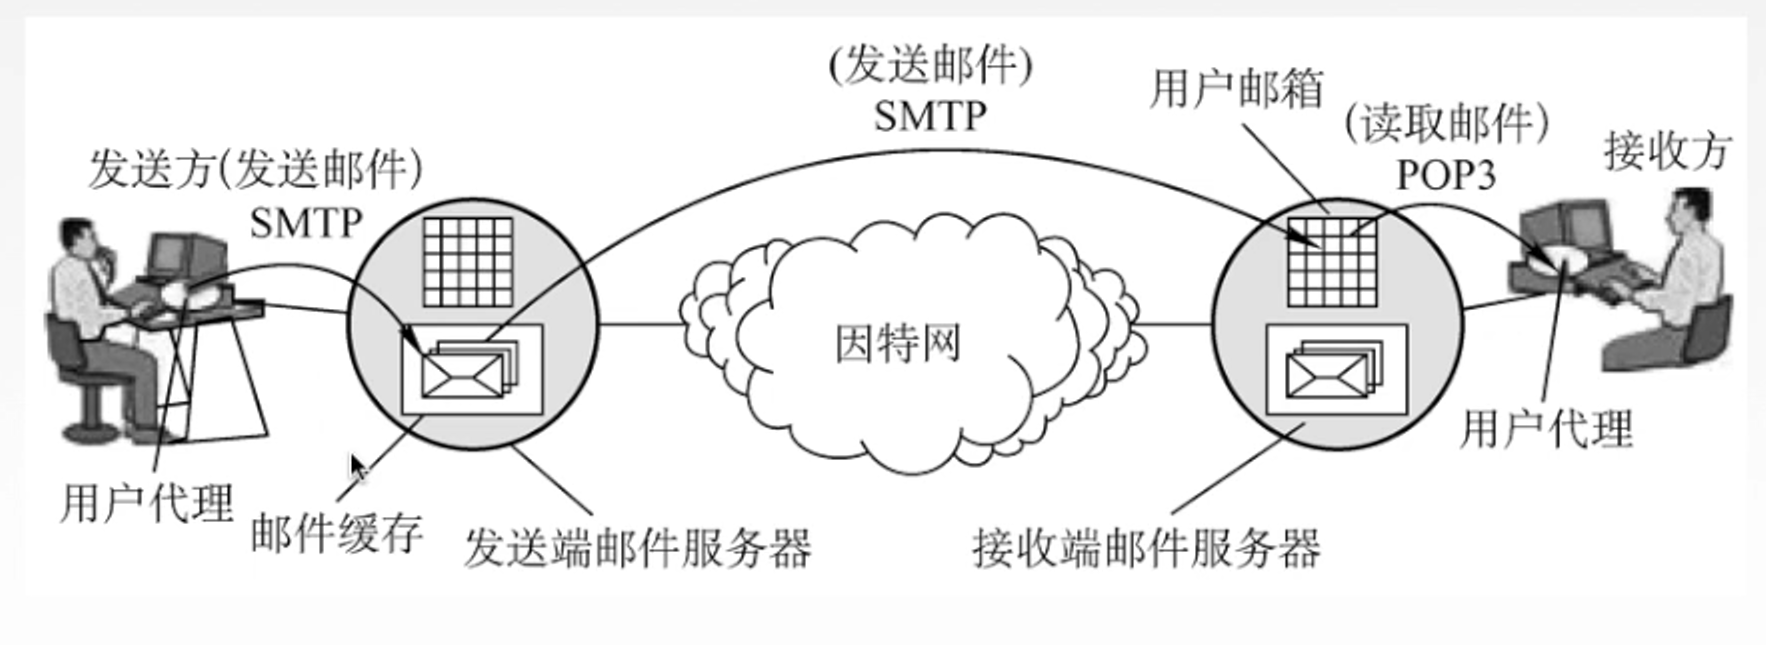 (发送邮件)
SMTP
用户邮箱
(读取邮件)
POP3
接收方
发送方(发送邮件)
SMTP
因特网
用户代理
用户代理
邮件缓存
发送端邮件服务器
接收端邮件服务器